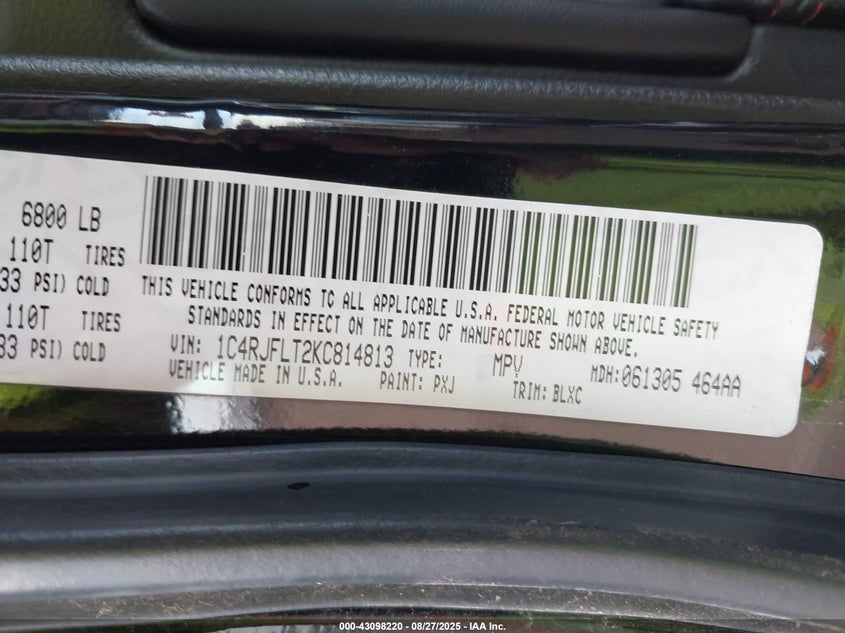 6800 LB
110T TIRES
33 PSI) COLD
110T TIRES
33 PSI) COLD
THIS VEHICLE CONFORMS TO ALL APPLICABLE U.S.A. FEDERAL MOTOR VEHICLE SAFETY
STANDARDS IN EFFECT ON THE DATE OF MANUFACTURE SHOWN ABOVE.
VIN: 1C4RJFLT2KC814813 TYPE: MPV MDH:061305 464AA
VEHICLE MADE IN U.S.A. PAINT: PXJ TRIM: BLXC
000-43098220 - 08/27/2025 - IAA Inc.